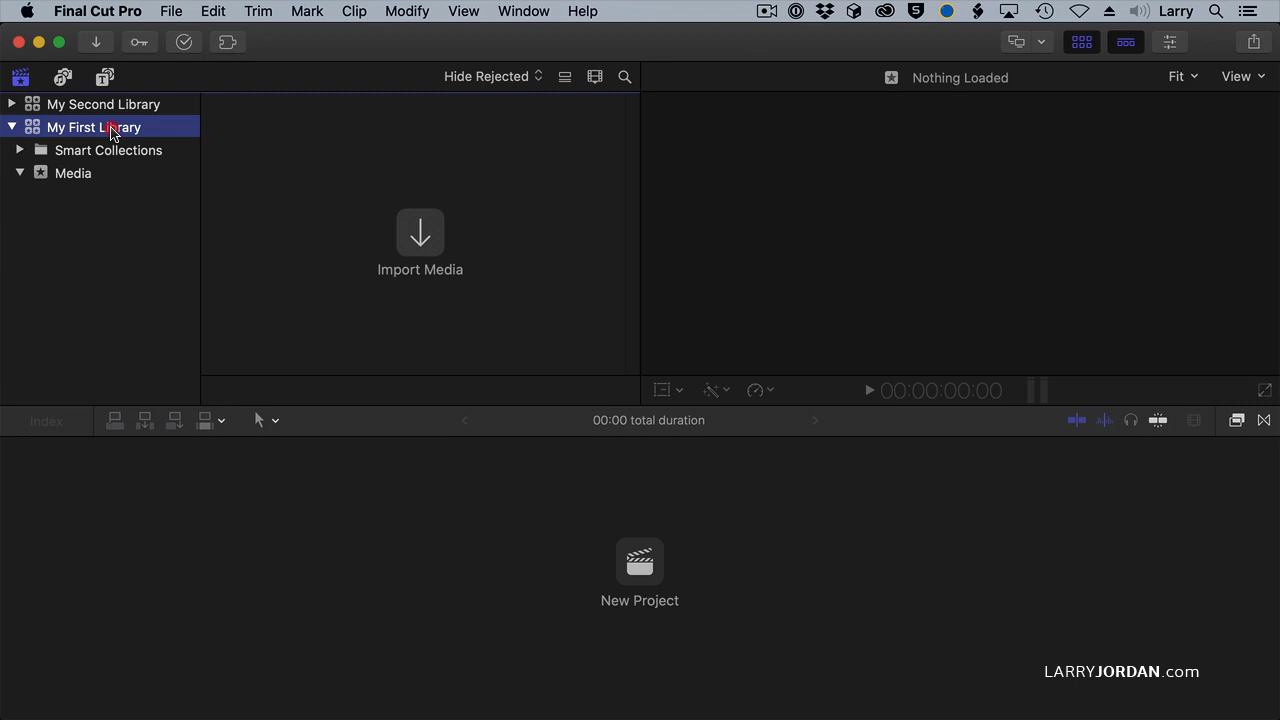 Final Cut Pro File Edit Trim Mark Clip Modify View Window Help Larry
Hide Rejected
Nothing Loaded Fit View
My Second Library
My First Library
Smart Collections
Media
Import Media
00:00:00:00
Index 00:00 total duration
New Project
LARRYJORDAN.com